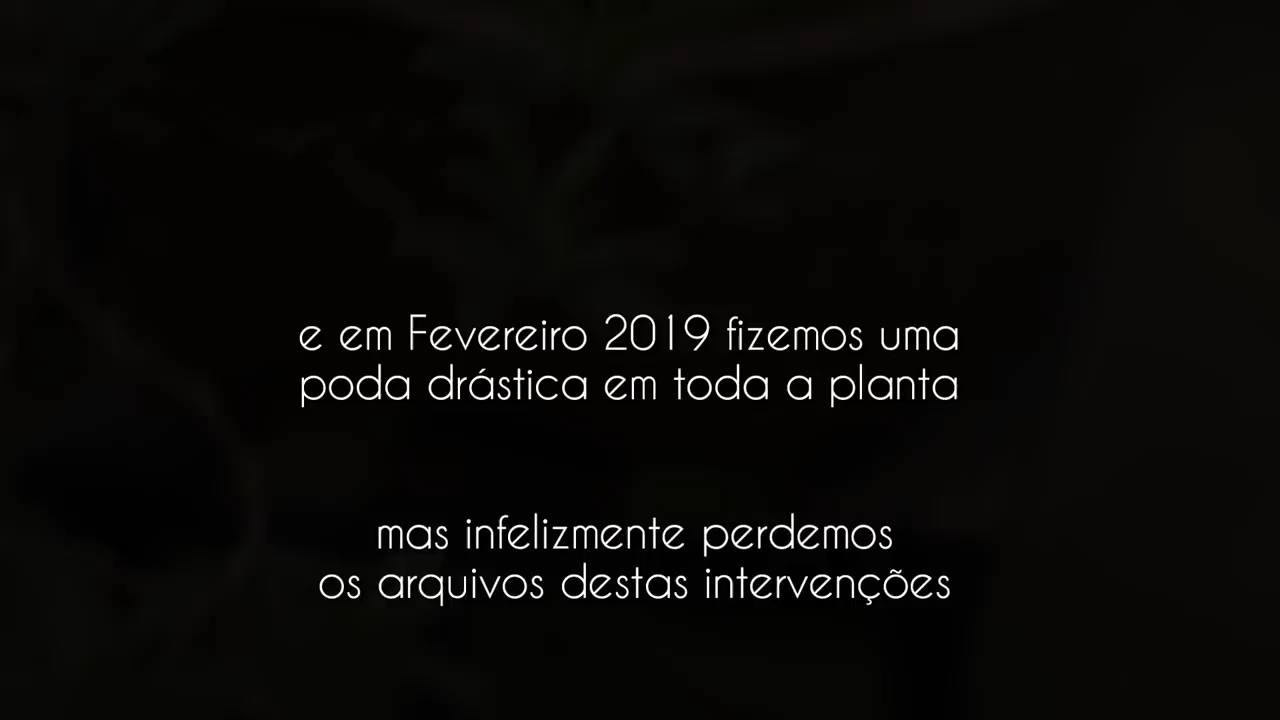 e em Fevereiro 2019 fizemos uma
poda drástica em toda a planta
mas infelizmente perdemos
os arquivos destas intervenções